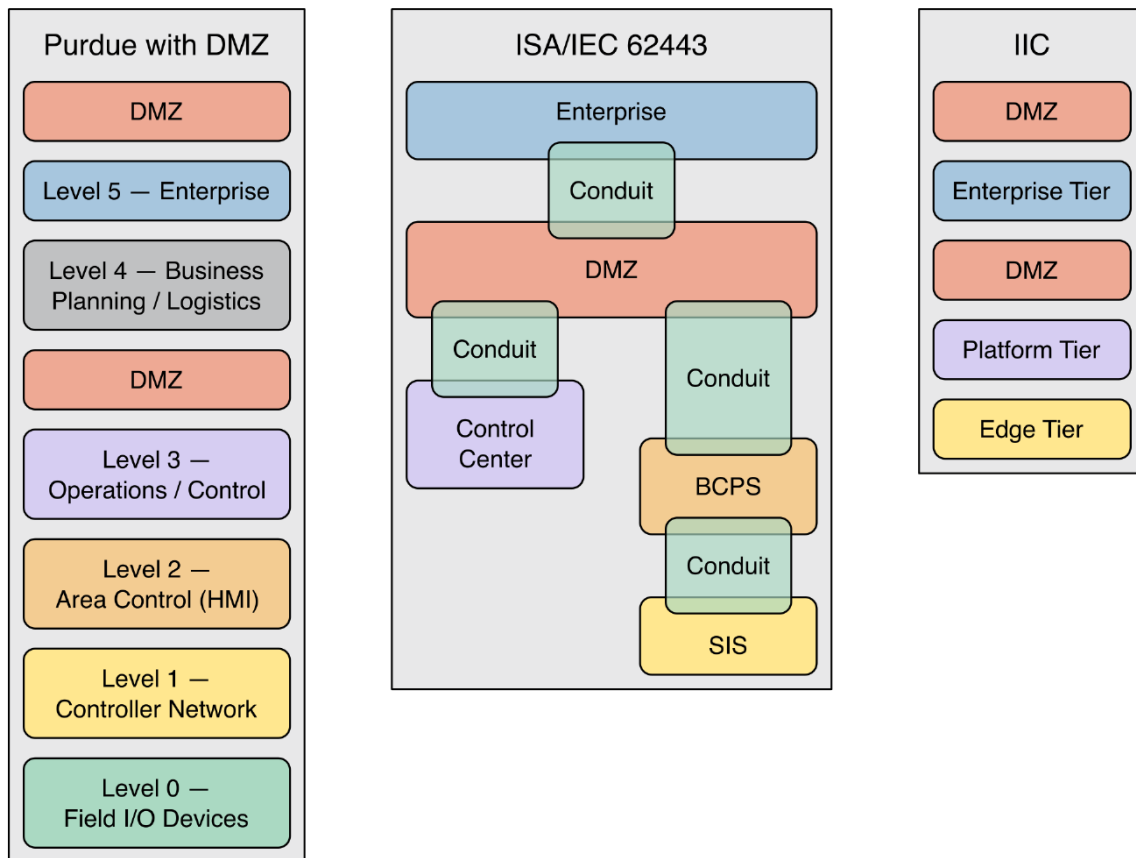 Purdue with DMZ
DMZ
Level 5 — Enterprise
Level 4 — Business
Planning / Logistics
DMZ
Level 3 —
Operations / Control
Level 2 —
Area Control (HMI)
Level 1 —
Controller Network
Level 0 —
Field I/O Devices
ISA/IEC 62443
Enterprise
Conduit
DMZ
Conduit
Control
Center
Conduit
BCPS
Conduit
SIS
IIC
DMZ
Enterprise Tier
DMZ
Platform Tier
Edge Tier